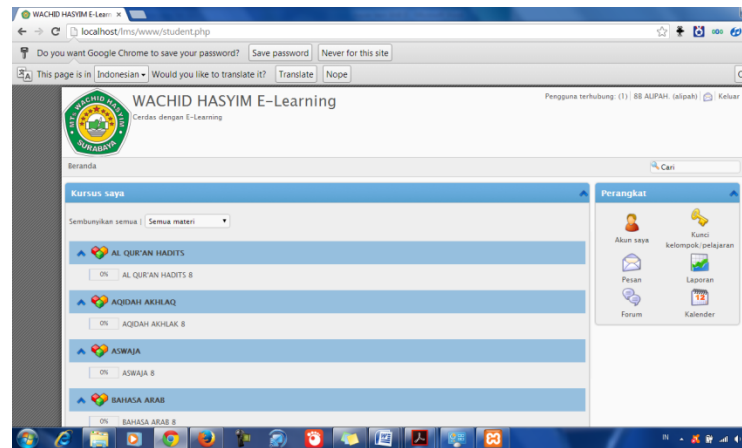 WACHID HASYIM E-Learn
localhost/lms/www/student.php
Do you want Google Chrome to save your password? Save password Never for this site
This page is in Indonesian Would you like to translate it? Translate Nope
WACHID HASYIM E-Learning
Cerdas dengan E-Learning
Pengguna terhubung: (1) 8B ALIPAH. (alipah) Keluar
WACHID HASYIM
SURABAYA
Beranda
Cari
Kursus saya
Sembunyikan semua | Semua materi
AL QUR'AN HADITS
0% AL QUR'AN HADITS 8
AQIDAH AKHLAQ
0% AQIDAH AKHLAK 8
ASWAJA
0% ASWAJA 8
BAHASA ARAB
0% BAHASA ARAB 8
Perangkat
Akun saya
Kunci kelompok/pelajaran
Pesan
Laporan
Forum
12
Kalender
IN